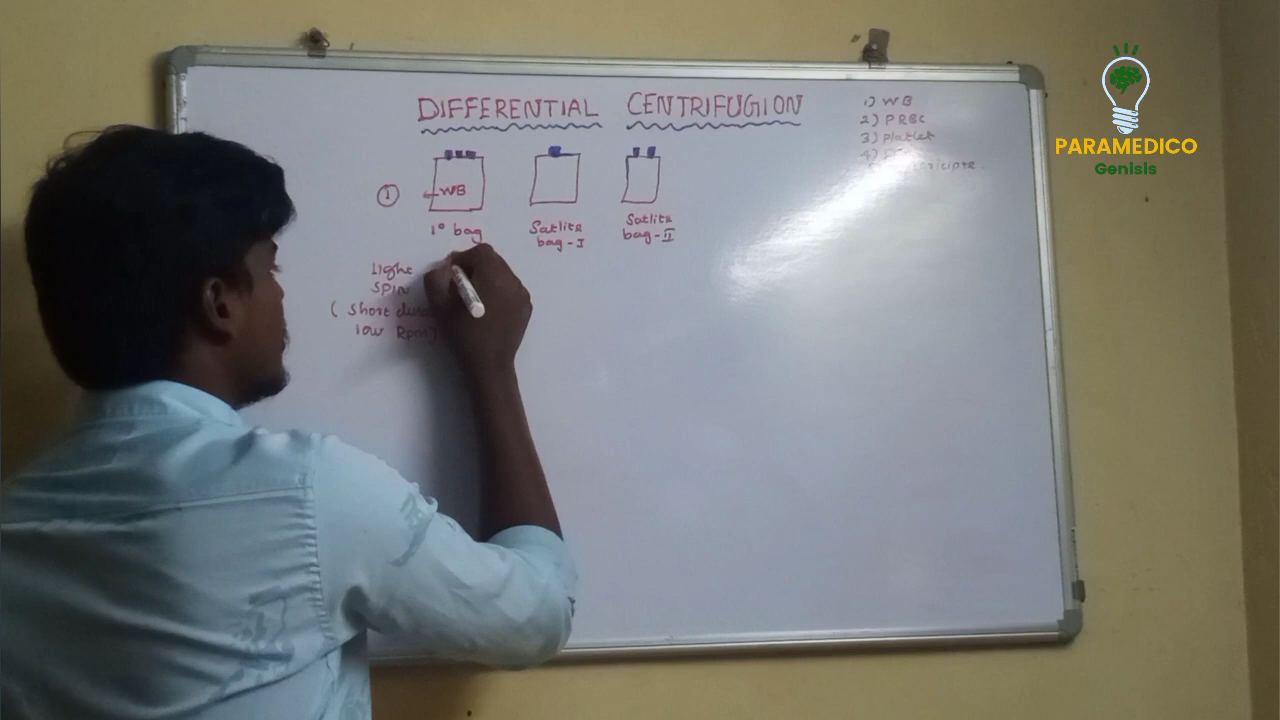 DIFFERENTIAL CENTRIFUGION
1) WB
2) PRBC
3) Platlet
4)
①
WB
1° bag
Satlite
bag-I
Satlite
bag-II
Light
SPIN
( Short
low Rpm)
PARAMEDICO
Genisis